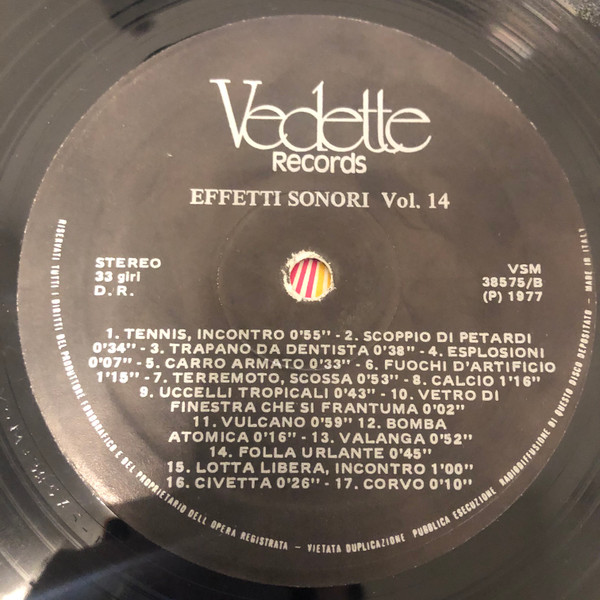 Vedette
Records
EFFETTI SONORI Vol. 14
STEREO
33 giri
D. R.
VSM
38575/B
(P) 1977
1. TENNIS, INCONTRO 0'55" - 2. SCOPPIO DI PETARDI
0'34" - 3. TRAPANO DA DENTISTA 0'38" - 4. ESPLOSIONI
0'07" - 5. CARRO ARMATO 0'33" - 6. FUOCHI D'ARTIFICIO
1'15" - 7. TERREMOTO, SCOSSA 0'53" - 8. CALCIO 1'16"
9. UCCELLI TROPICALI 0'43" - 10. VETRO DI
FINESTRA CHE SI FRANTUMA 0'02"
11. VULCANO 0'59" 12. BOMBA
ATOMICA 0'16" - 13. VALANGA 0'52"
14. FOLLA URLANTE 0'45"
15. LOTTA LIBERA, INCONTRO 1'00"
16. CIVETTA 0'26" - 17. CORVO 0'10"
RISERVATI TUTTI I DIRITTI DEL PRODUTTORE FONOGRAFICO E DEL PROPRIETARIO DELL OPERA REGISTRATA - VIETATA DUPLICAZIONE PUBBLICA ESECUZIONE RADIODIFFUSIONE DI QUESTO DISCO DEPOSITATO - MADE IN ITALY